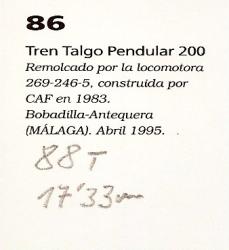 86
Tren Talgo Pendular 200
Remolcado por la locomotora
269-246-5, construida por
CAF en 1983.
Bobadilla-Antequera
(MÁLAGA). Abril 1995.
88T
17'33